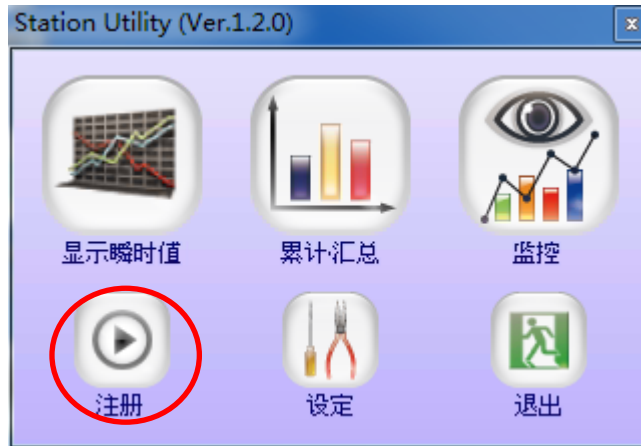 Station Utility (Ver.1.2.0)
显示瞬时值
累计·汇总
监控
注册
设定
退出